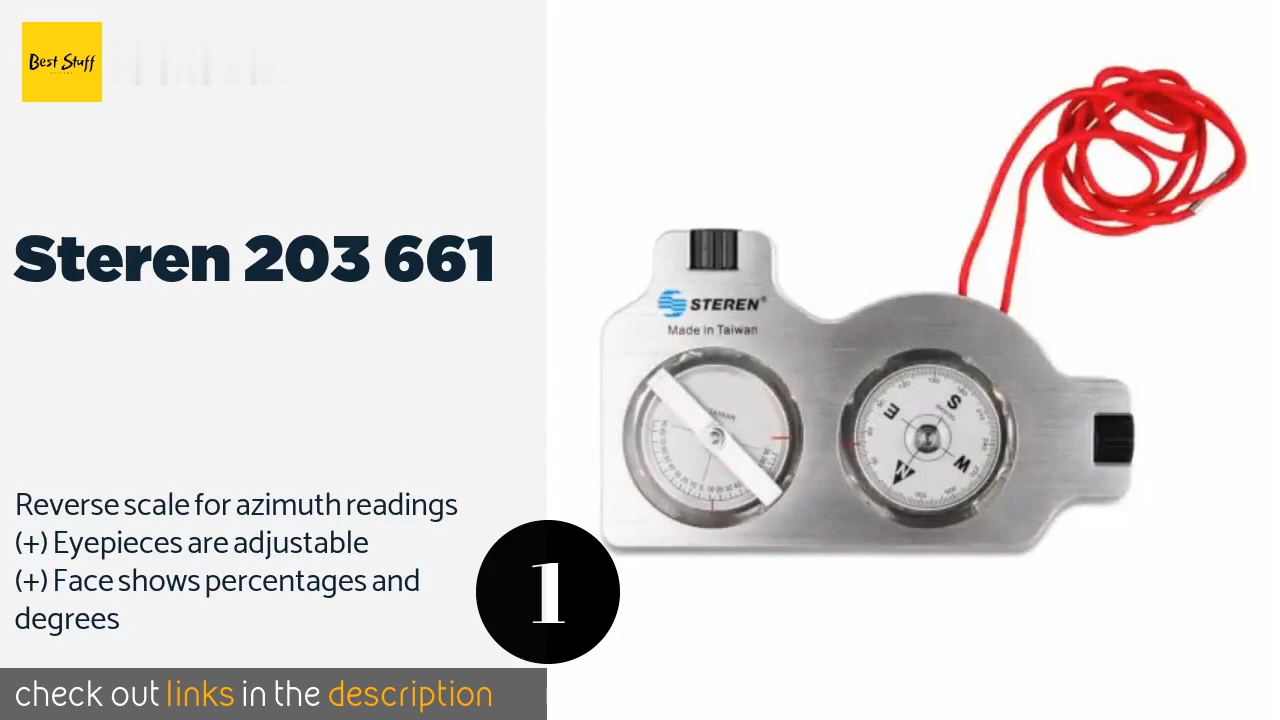 Best Stuff
Steren 203 661
Reverse scale for azimuth readings
(+) Eyepieces are adjustable
(+) Face shows percentages and
degrees
1
check out links in the description
STEREN®
Made in Taiwan
TAIWAN
S
E
W
N